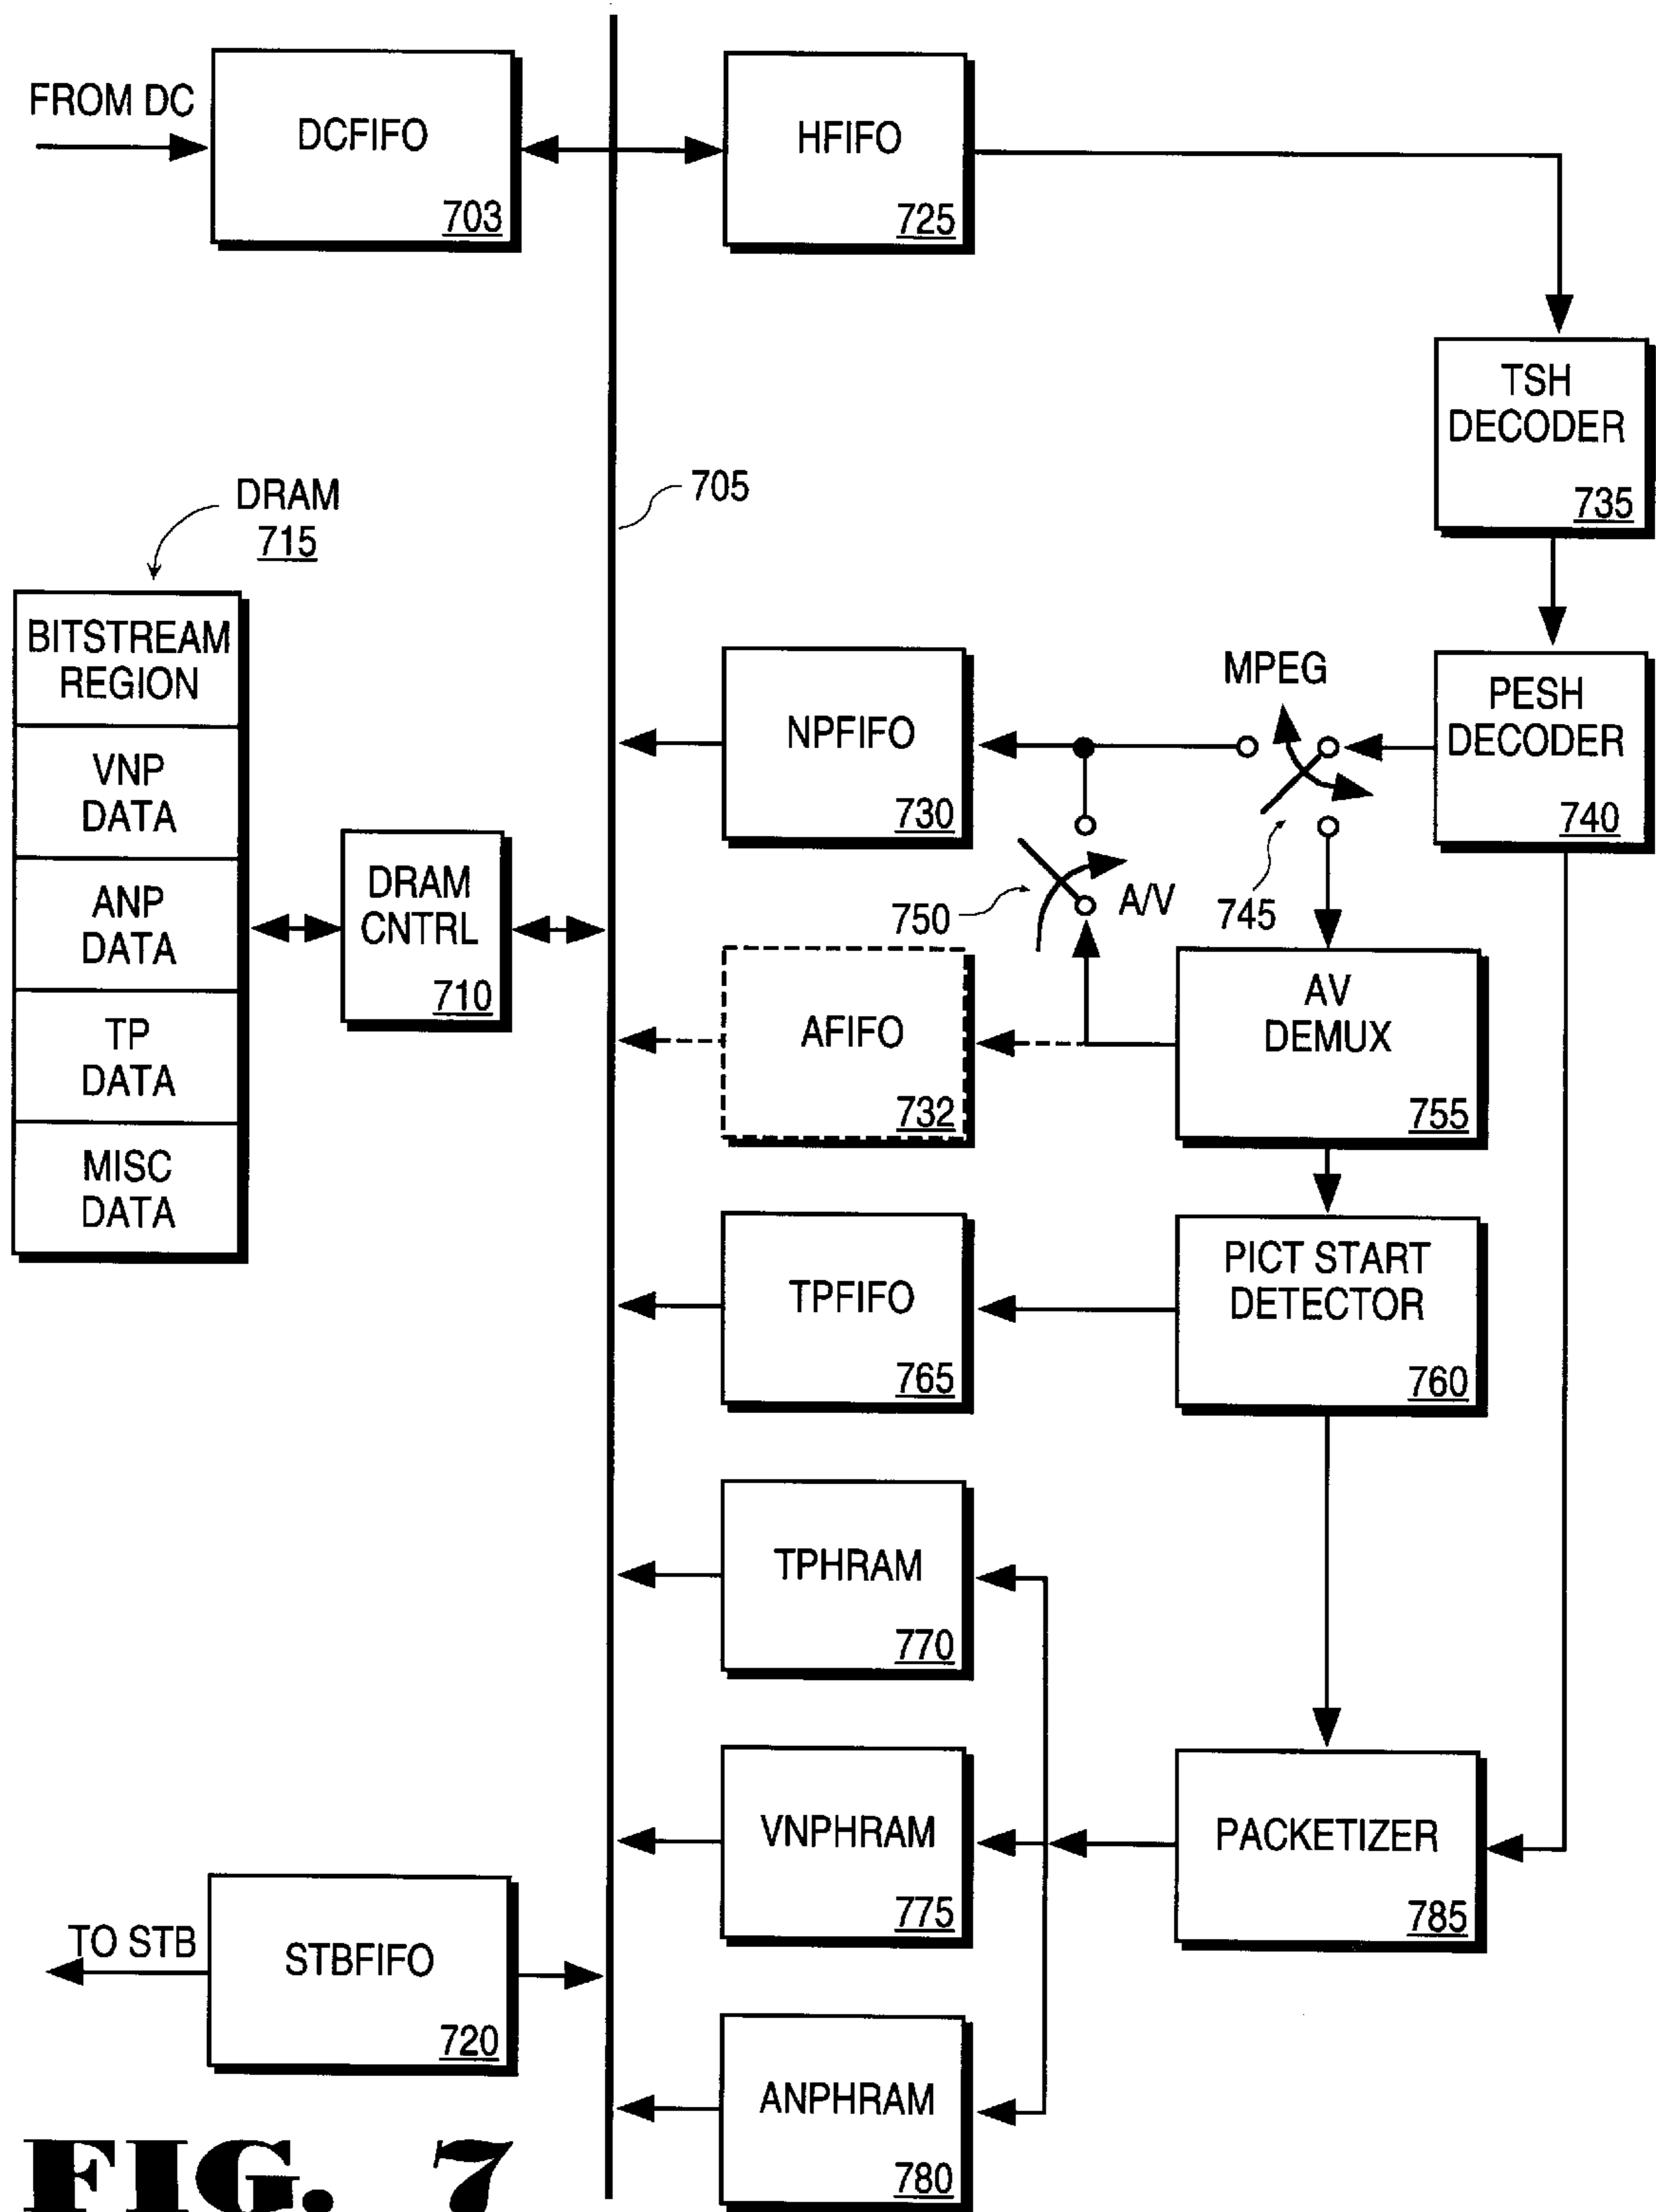 FROM DC
DCFIFO
703
HFIFO
725
TSH
DECODER
735
705
DRAM
715
BITSTREAM
REGION
VNP
DATA
ANP
DATA
TP
DATA
MISC
DATA
DRAM
CNTRL
710
NPFIFO
730
MPEG
745
PESH
DECODER
740
750
A/V
AFIFO
732
AV
DEMUX
755
TPFIFO
765
PICT START
DETECTOR
760
TPHRAM
770
VNPHRAM
775
PACKETIZER
785
TO STB
STBFIFO
720
ANPHRAM
780
FIG. 7